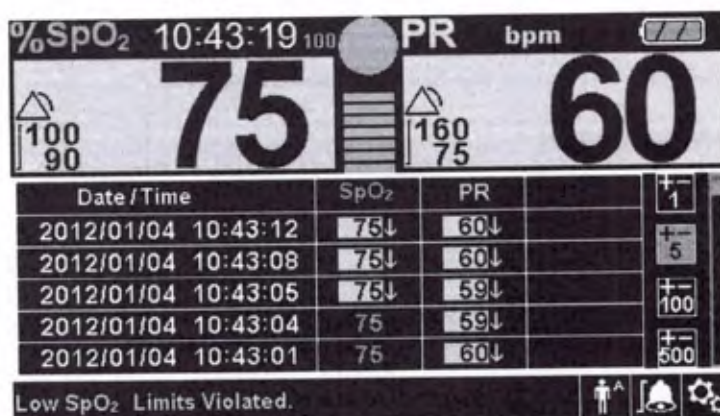 %SpO₂ 10:43:19 100 PR bpm
75 60
100 160
90 75
Date / Time SpO₂ PR +− 1
2012/01/04 10:43:12 75↓ 60↓
2012/01/04 10:43:08 75↓ 60↓ +− 5
2012/01/04 10:43:05 75↓ 59↓ +− 100
2012/01/04 10:43:04 75 59↓
2012/01/04 10:43:01 75 60↓ +− 500
Low SpO₂ Limits Violated. A